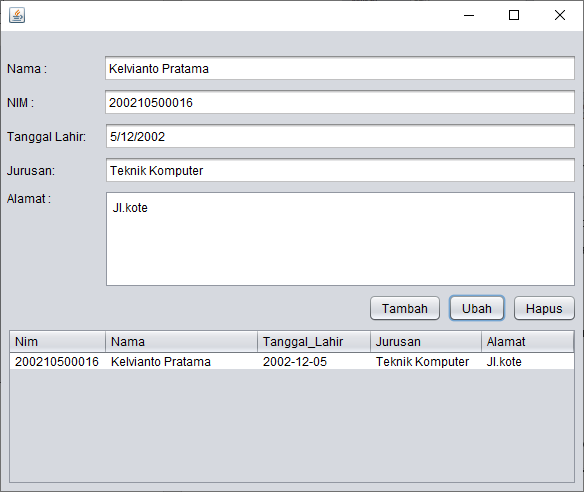 Nama : Kelvianto Pratama
NIM : 200210500016
Tanggal Lahir: 5/12/2002
Jurusan: Teknik Komputer
Alamat : Jl.kote
Tambah Ubah Hapus
Nim Nama Tanggal_Lahir Jurusan Alamat
200210500016 Kelvianto Pratama 2002-12-05 Teknik Komputer Jl.kote